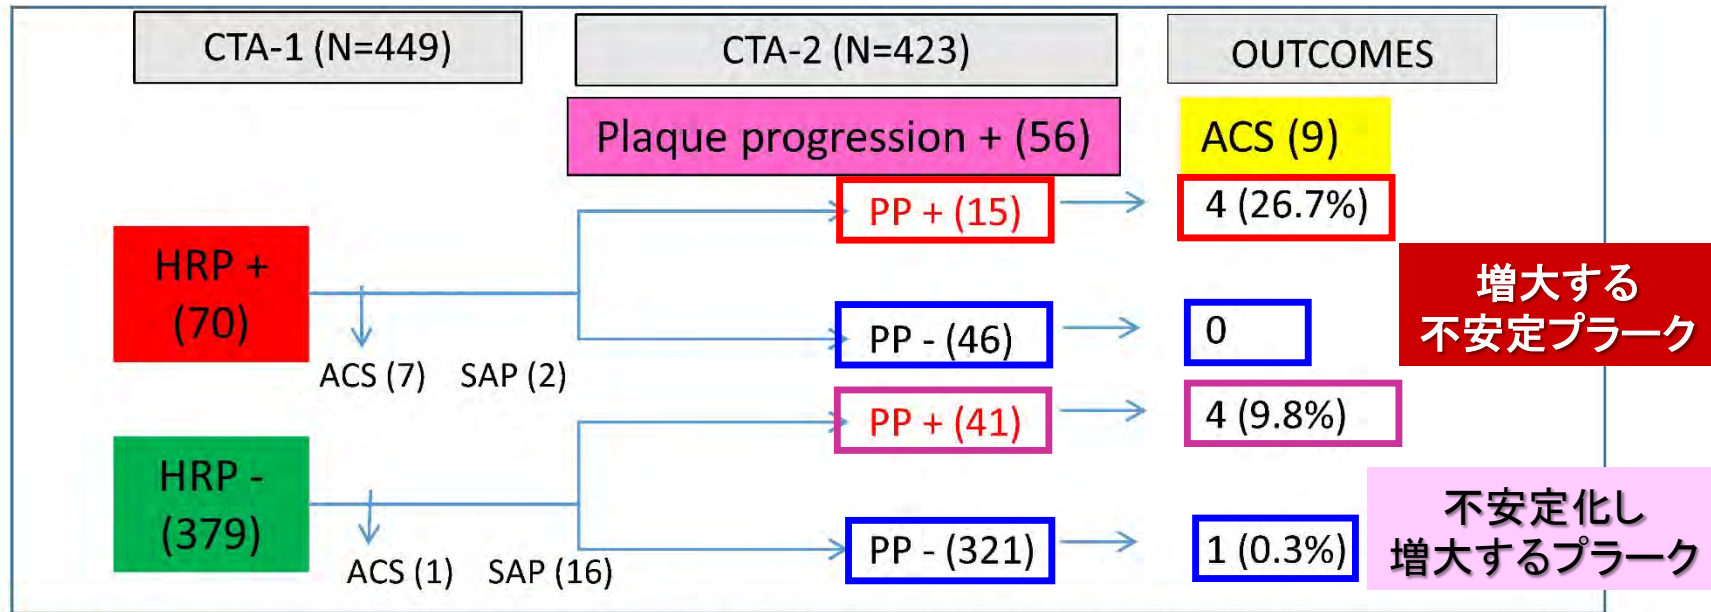 CTA-1 (N=449)
CTA-2 (N=423)
OUTCOMES
Plaque progression + (56)
ACS (9)
HRP +
(70)
ACS (7) SAP (2)
PP + (15)
4 (26.7%)
PP - (46)
0
増大する
不安定プラーク
HRP -
(379)
ACS (1) SAP (16)
PP + (41)
4 (9.8%)
PP - (321)
1 (0.3%)
不安定化し
増大するプラーク